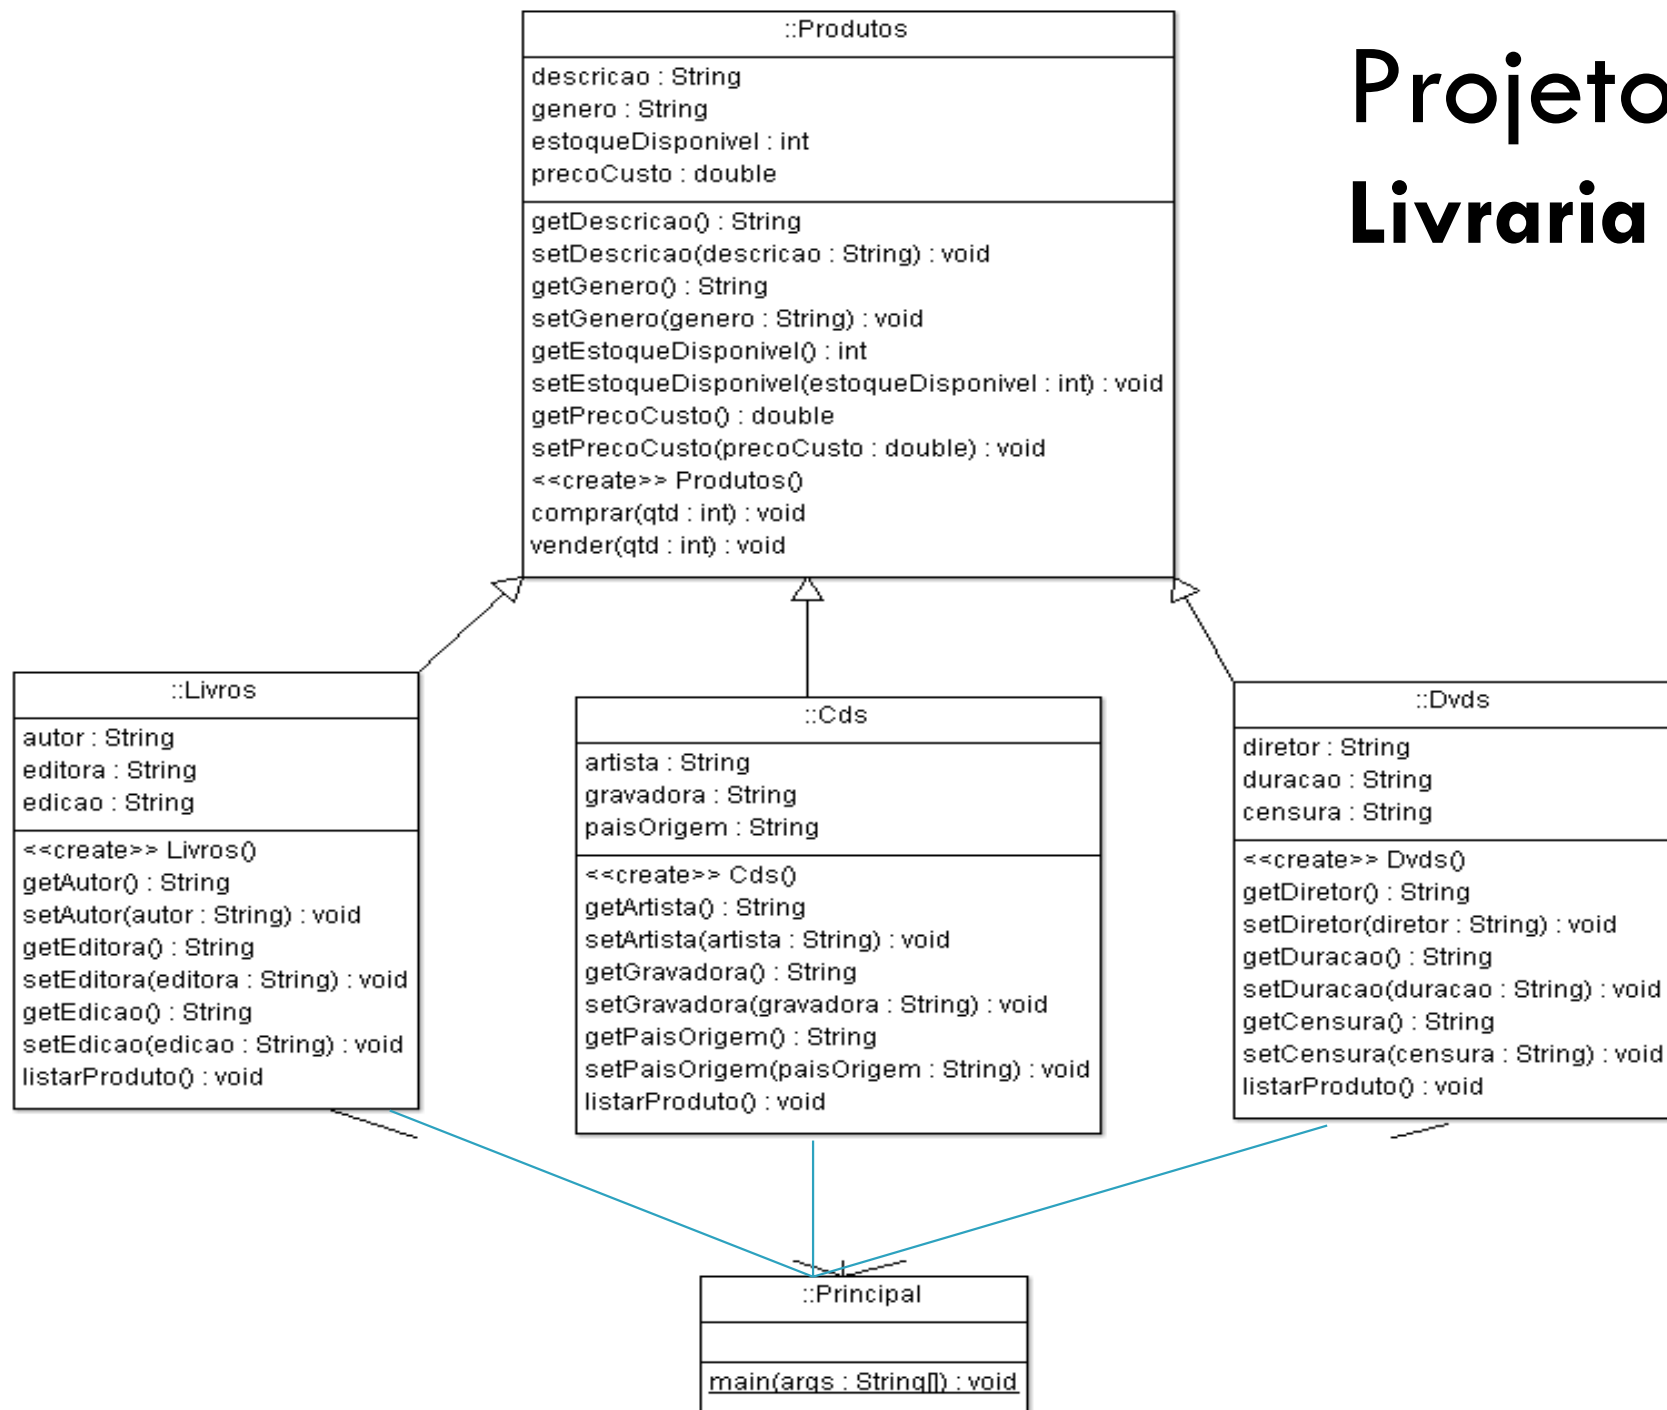 ::Produtos
descricao : String
genero : String
estoqueDisponivel : int
precoCusto : double
getDescricao() : String
setDescricao(descricao : String) : void
getGenero() : String
setGenero(genero : String) : void
getEstoqueDisponivel() : int
setEstoqueDisponivel(estoqueDisponivel : int) : void
getPrecoCusto() : double
setPrecoCusto(precoCusto : double) : void
<<create>> Produtos()
comprar(qtd : int) : void
vender(qtd : int) : void
Projeto
Livraria
::Livros
autor : String
editora : String
edicao : String
<<create>> Livros()
getAutor() : String
setAutor(autor : String) : void
getEditora() : String
setEditora(editora : String) : void
getEdicao() : String
setEdicao(edicao : String) : void
listarProduto() : void
::Cds
artista : String
gravadora : String
paisOrigem : String
<<create>> Cds()
getArtista() : String
setArtista(artista : String) : void
getGravadora() : String
setGravadora(gravadora : String) : void
getPaisOrigem() : String
setPaisOrigem(paisOrigem : String) : void
listarProduto() : void
::Dvds
diretor : String
duracao : String
censura : String
<<create>> Dvds()
getDiretor() : String
setDiretor(diretor : String) : void
getDuracao() : String
setDuracao(duracao : String) : void
getCensura() : String
setCensura(censura : String) : void
listarProduto() : void
::Principal
main(args : String[]) : void